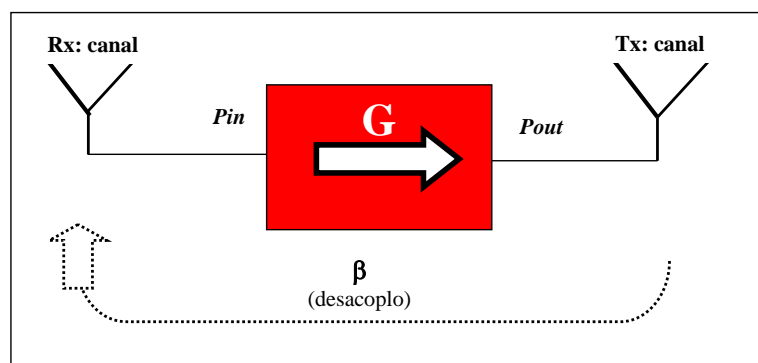 Rx: canal
Tx: canal
Pin
G
Pout
β
(desacoplo)